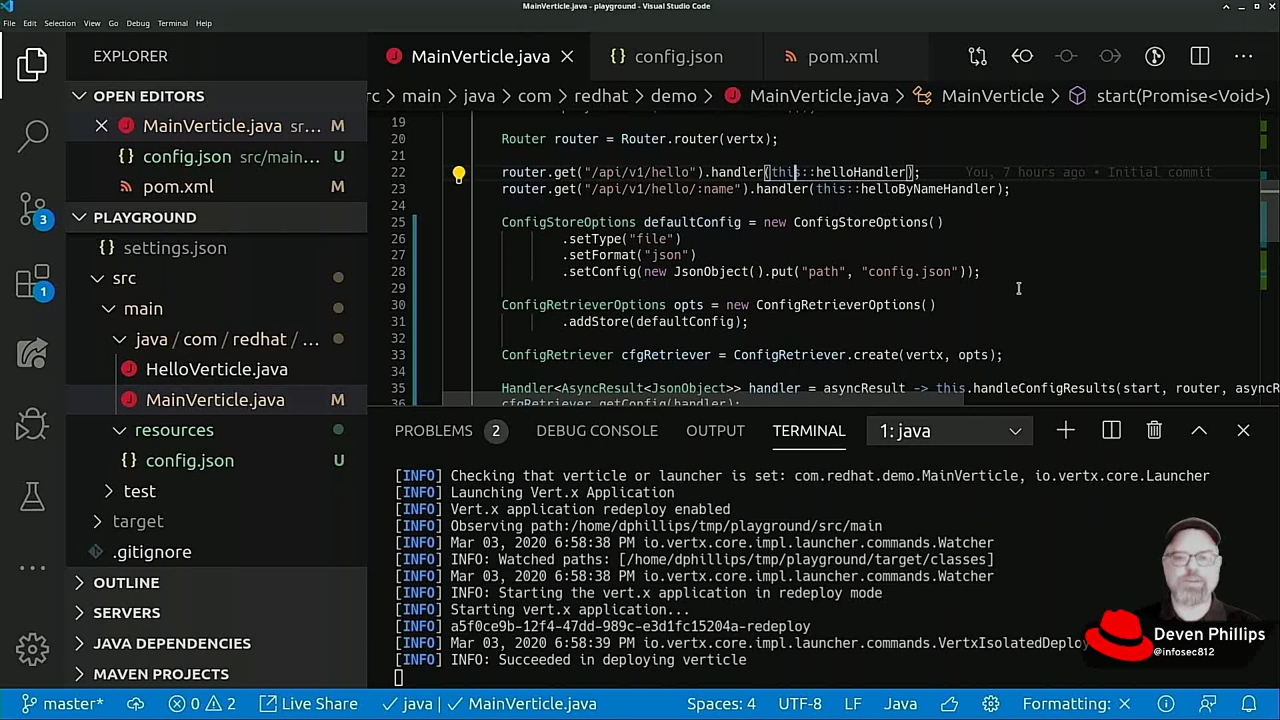 MainVerticle.java - playground - Visual Studio Code
File Edit Selection View Go Debug Terminal Help
EXPLORER
OPEN EDITORS
MainVerticle.java sr... M
config.json src/main... U
pom.xml M
PLAYGROUND
settings.json
src
main
java / com / redhat / ...
HelloVerticle.java
MainVerticle.java M
resources
config.json U
test
target
.gitignore
OUTLINE
SERVERS
JAVA DEPENDENCIES
MAVEN PROJECTS
3
1
MainVerticle.java config.json pom.xml
rc > main > java > com > redhat > demo > MainVerticle.java > MainVerticle > start(Promise<Void>)
19
20 Router router = Router.router(vertx);
21
22 router.get("/api/v1/hello").handler(this::helloHandler); You, 7 hours ago • Initial commit
23 router.get("/api/v1/hello/:name").handler(this::helloByNameHandler);
24
25 ConfigStoreOptions defaultConfig = new ConfigStoreOptions()
26 .setType("file")
27 .setFormat("json")
28 .setConfig(new JsonObject().put("path", "config.json"));
29
30 ConfigRetrieverOptions opts = new ConfigRetrieverOptions()
31 .addStore(defaultConfig);
32
33 ConfigRetriever cfgRetriever = ConfigRetriever.create(vertx, opts);
34
35 Handler<AsyncResult<JsonObject>> handler = asyncResult -> this.handleConfigResults(start, router, asyncR
36 cfgRetriever.getConfig(handler);
PROBLEMS 2 DEBUG CONSOLE OUTPUT TERMINAL 1: java
[INFO] Checking that verticle or launcher is set: com.redhat.demo.MainVerticle, io.vertx.core.Launcher
[INFO] Launching Vert.x Application
[INFO] Vert.x application redeploy enabled
[INFO] Observing path:/home/dphillips/tmp/playground/src/main
[INFO] Mar 03, 2020 6:58:38 PM io.vertx.core.impl.launcher.commands.Watcher
[INFO] INFO: Watched paths: [/home/dphillips/tmp/playground/target/classes]
[INFO] Mar 03, 2020 6:58:38 PM io.vertx.core.impl.launcher.commands.Watcher
[INFO] INFO: Starting the vert.x application in redeploy mode
[INFO] Starting vert.x application...
[INFO] a5f0ce9b-12f4-47dd-989c-e3d1fc15204a-redeploy
[INFO] Mar 03, 2020 6:58:39 PM io.vertx.core.impl.launcher.commands.VertxIsolatedDeplo
[INFO] INFO: Succeeded in deploying verticle
Deven Phillips
@infosec812
master* 0 2 Live Share java | MainVerticle.java Spaces: 4 UTF-8 LF Java Formatting: ×